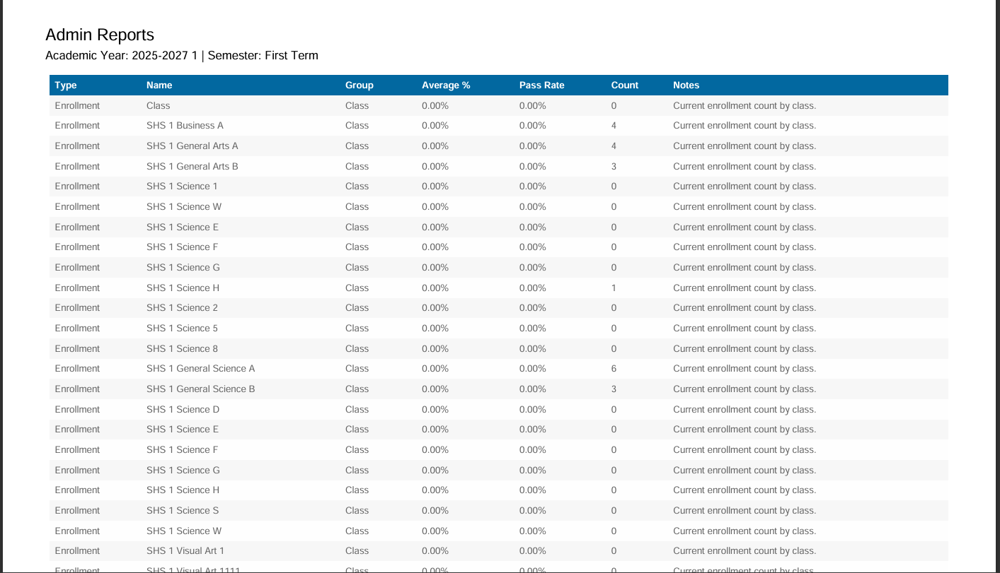 Admin Reports
Academic Year: 2025-2027 1 | Semester: First Term
Type Name Group Average % Pass Rate Count Notes
Enrollment Class Class 0.00% 0.00% 0 Current enrollment count by class.
Enrollment SHS 1 Business A Class 0.00% 0.00% 4 Current enrollment count by class.
Enrollment SHS 1 General Arts A Class 0.00% 0.00% 4 Current enrollment count by class.
Enrollment SHS 1 General Arts B Class 0.00% 0.00% 3 Current enrollment count by class.
Enrollment SHS 1 Science 1 Class 0.00% 0.00% 0 Current enrollment count by class.
Enrollment SHS 1 Science W Class 0.00% 0.00% 0 Current enrollment count by class.
Enrollment SHS 1 Science E Class 0.00% 0.00% 0 Current enrollment count by class.
Enrollment SHS 1 Science F Class 0.00% 0.00% 0 Current enrollment count by class.
Enrollment SHS 1 Science G Class 0.00% 0.00% 0 Current enrollment count by class.
Enrollment SHS 1 Science H Class 0.00% 0.00% 1 Current enrollment count by class.
Enrollment SHS 1 Science 2 Class 0.00% 0.00% 0 Current enrollment count by class.
Enrollment SHS 1 Science 5 Class 0.00% 0.00% 0 Current enrollment count by class.
Enrollment SHS 1 Science 8 Class 0.00% 0.00% 0 Current enrollment count by class.
Enrollment SHS 1 General Science A Class 0.00% 0.00% 6 Current enrollment count by class.
Enrollment SHS 1 General Science B Class 0.00% 0.00% 3 Current enrollment count by class.
Enrollment SHS 1 Science D Class 0.00% 0.00% 0 Current enrollment count by class.
Enrollment SHS 1 Science E Class 0.00% 0.00% 0 Current enrollment count by class.
Enrollment SHS 1 Science F Class 0.00% 0.00% 0 Current enrollment count by class.
Enrollment SHS 1 Science G Class 0.00% 0.00% 0 Current enrollment count by class.
Enrollment SHS 1 Science H Class 0.00% 0.00% 0 Current enrollment count by class.
Enrollment SHS 1 Science S Class 0.00% 0.00% 0 Current enrollment count by class.
Enrollment SHS 1 Science W Class 0.00% 0.00% 0 Current enrollment count by class.
Enrollment SHS 1 Visual Art 1 Class 0.00% 0.00% 0 Current enrollment count by class.
Enrollment SHS 1 Visual Art 1111 Class 0.00% 0.00% 0 Current enrollment count by class.